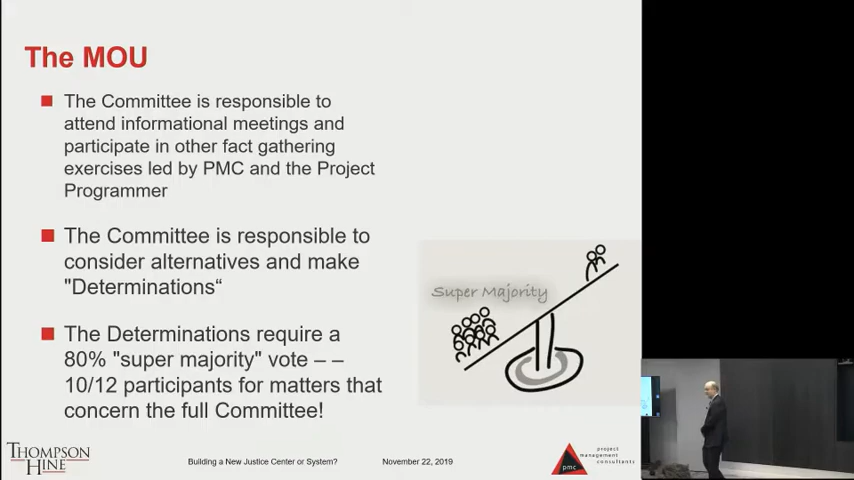 The MOU
The Committee is responsible to
attend informational meetings and
participate in other fact gathering
exercises led by PMC and the Project
Programmer
The Committee is responsible to
consider alternatives and make
"Determinations“
The Determinations require a
80% "super majority" vote – –
10/12 participants for matters that
concern the full Committee!
Super Majority
THOMPSON
HINE
Building a New Justice Center or System?
November 22, 2019
pmc
project
management
consultants